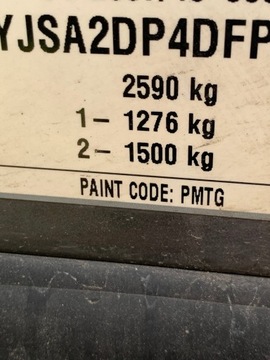 YJSA2DP4DFP
2590 kg
1– 1276 kg
2– 1500 kg
PAINT CODE: PMTG